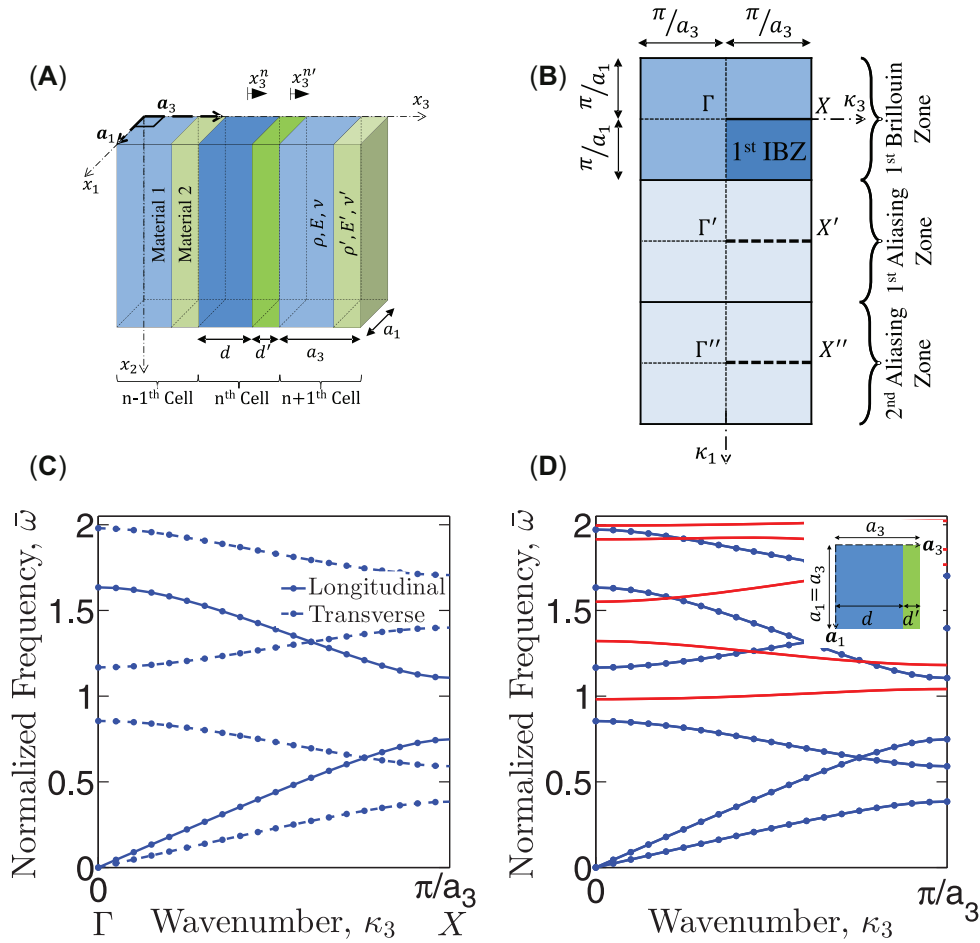 (A)
x₃ⁿ x₃ⁿ′
a₃ x₃
a₁
x₁
Material 1
Material 2
ρ, E, ν
ρ′, E′, ν′
a₁
x₂ d d′ a₃
n-1ᵗʰ Cell nᵗʰ Cell n+1ᵗʰ Cell
(B)
π/a₃ π/a₃
π/a₁
π/a₁
Γ X κ₃
1ˢᵗ IBZ
Γ′ X′
Γ′′ X′′
κ₁
1ˢᵗ Brillouin Zone
1ˢᵗ Aliasing Zone
2ⁿᵈ Aliasing Zone
(C)
Normalized Frequency, ω̄
2
1.5
1
0.5
0
Longitudinal
Transverse
0 π/a₃
Γ Wavenumber, κ₃ X
(D)
Normalized Frequency, ω̄
2
1.5
1
0.5
0
a₃
a₃
a₁ = a₃
d d′
a₁
0 π/a₃
Wavenumber, κ₃